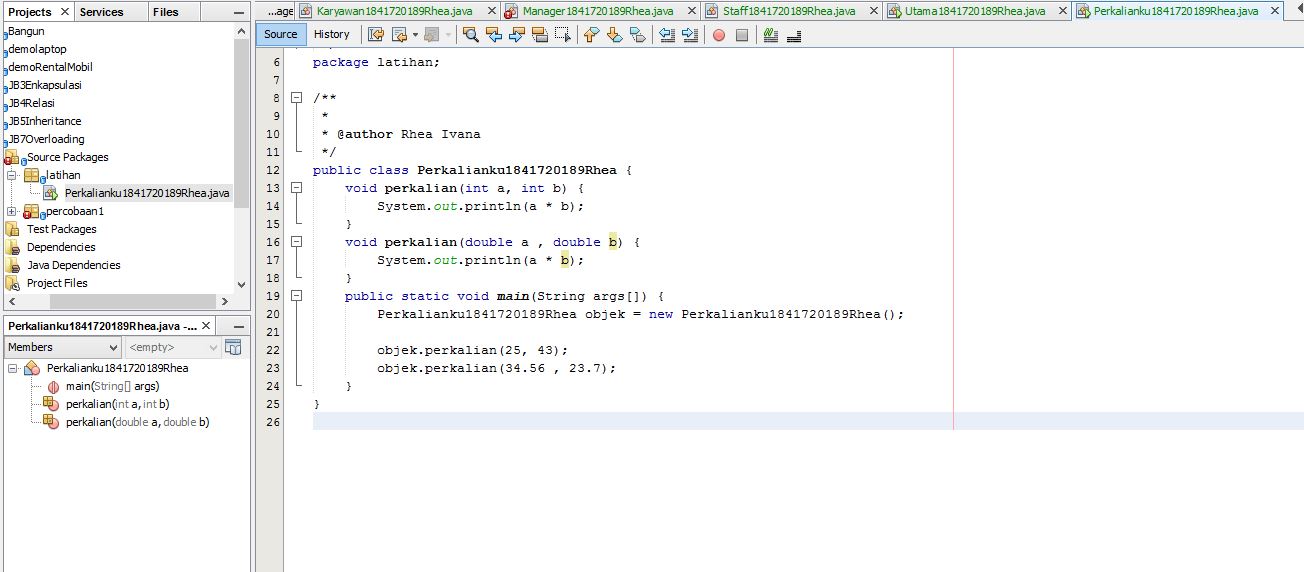 Projects
Services
Files
Bangun
demolaptop
demoRentalMobil
JB3Enkapsulasi
JB4Relasi
JB5Inheritance
JB7Overloading
Source Packages
latihan
Perkalianku1841720189Rhea.java
percobaan1
Test Packages
Dependencies
Java Dependencies
Project Files
Perkalianku1841720189Rhea.java -...
Members
<empty>
Perkalianku1841720189Rhea
main(String[] args)
perkalian(int a, int b)
perkalian(double a, double b)
...age
Karyawan1841720189Rhea.java
Manager1841720189Rhea.java
Staff1841720189Rhea.java
Utama1841720189Rhea.java
Perkalianku1841720189Rhea.java
Source
History
6 package latihan;
7
8 /**
9 *
10 * @author Rhea Ivana
11 */
12 public class Perkalianku1841720189Rhea {
13 void perkalian(int a, int b) {
14 System.out.println(a * b);
15 }
16 void perkalian(double a , double b) {
17 System.out.println(a * b);
18 }
19 public static void main(String args[]) {
20 Perkalianku1841720189Rhea objek = new Perkalianku1841720189Rhea();
21
22 objek.perkalian(25, 43);
23 objek.perkalian(34.56 , 23.7);
24 }
25 }
26